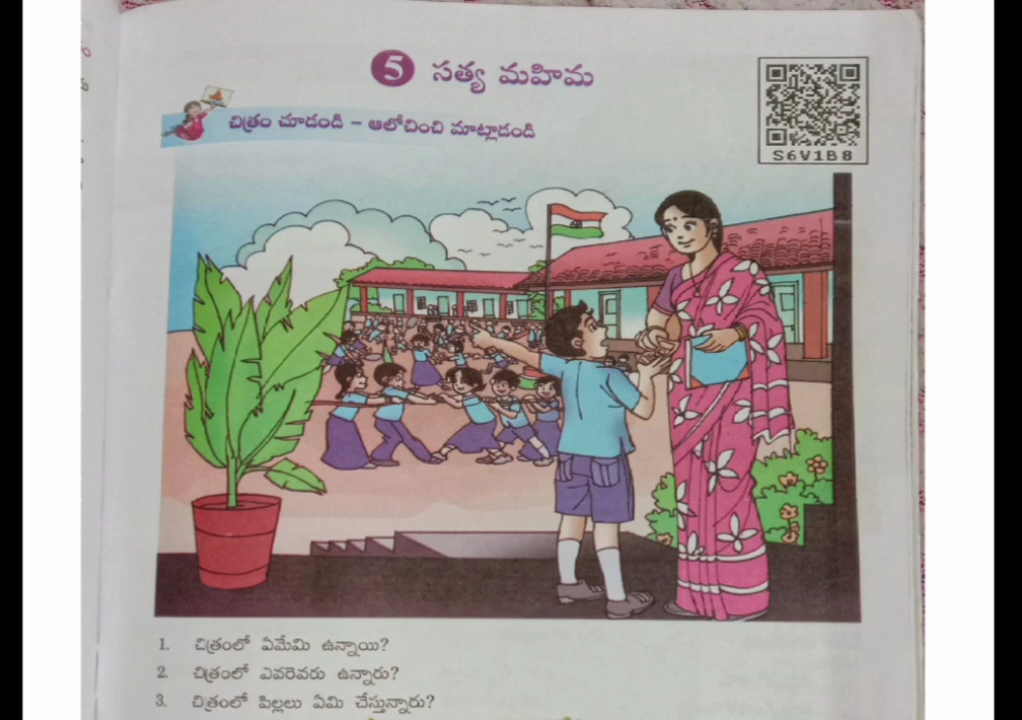 5 సత్య మహిమ
చిత్రం చూడండి - ఆలోచించి మాట్లాడండి
S6V1B8
1. చిత్రంలో ఏమేమి ఉన్నాయి?
2. చిత్రంలో ఎవరెవరు ఉన్నారు?
3. చిత్రంలో పిల్లలు ఏమి చేస్తున్నారు?